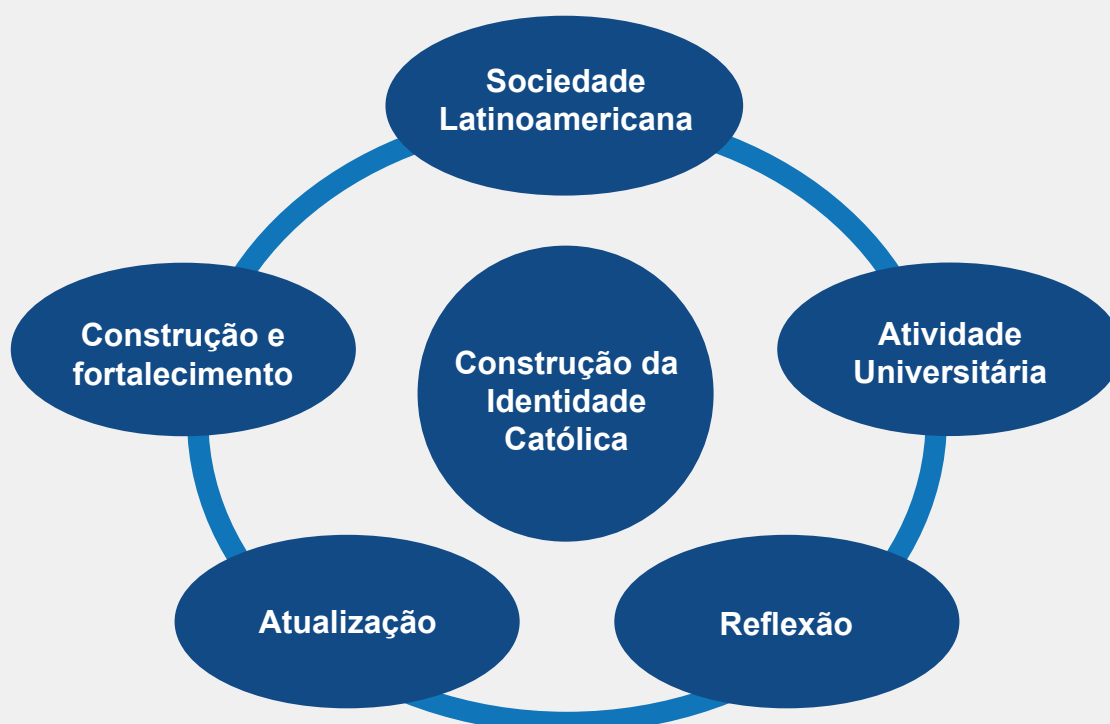 Sociedade
Latinoamericana
Construção e
fortalecimento
Construção da
Identidade
Católica
Atividade
Universitária
Atualização
Reflexão